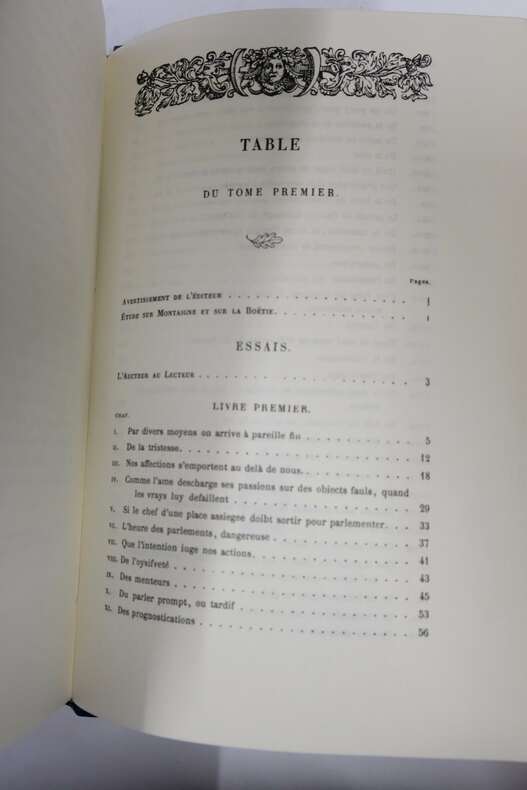 TABLE
DU TOME PREMIER.
Pages.
AVERTISSEMENT DE L'ÉDITEUR
ÉTUDE SUR MONTAIGNE ET SUR LA BOËTIE.
ESSAIS.
L'AUCTEUR AU LECTEUR . . . . . . . . . . . . . . . . . . . 3
LIVRE PREMIER.
CHAP.
I. Par divers moyens on arrive à pareille fin . . . . . . . . . . 5
II. De la tristesse. . . . . . . . . . . . . . . . . . . . . 12
III. Nos affections s'emportent au delà de nous. . . . . . . . . . 18
IV. Comme l'ame descharge ses passions sur des objects fauls, quand
les vrays luy defaillent . . . . . . . . . . . . . . . . 29
V. Si le chef d'une place assiegee doibt sortir pour parlementer. . . . 33
VI. L'heure des parlements, dangereuse . . . . . . . . . . . . 37
VII. Que l'intention iuge nos actions. . . . . . . . . . . . . . 41
VIII. De l'oysifveté . . . . . . . . . . . . . . . . . . . . 43
IX. Des menteurs . . . . . . . . . . . . . . . . . . . . 45
X. Du parler prompt, ou tardif . . . . . . . . . . . . . . . 53
XI. Des prognostications . . . . . . . . . . . . . . . . . . 56